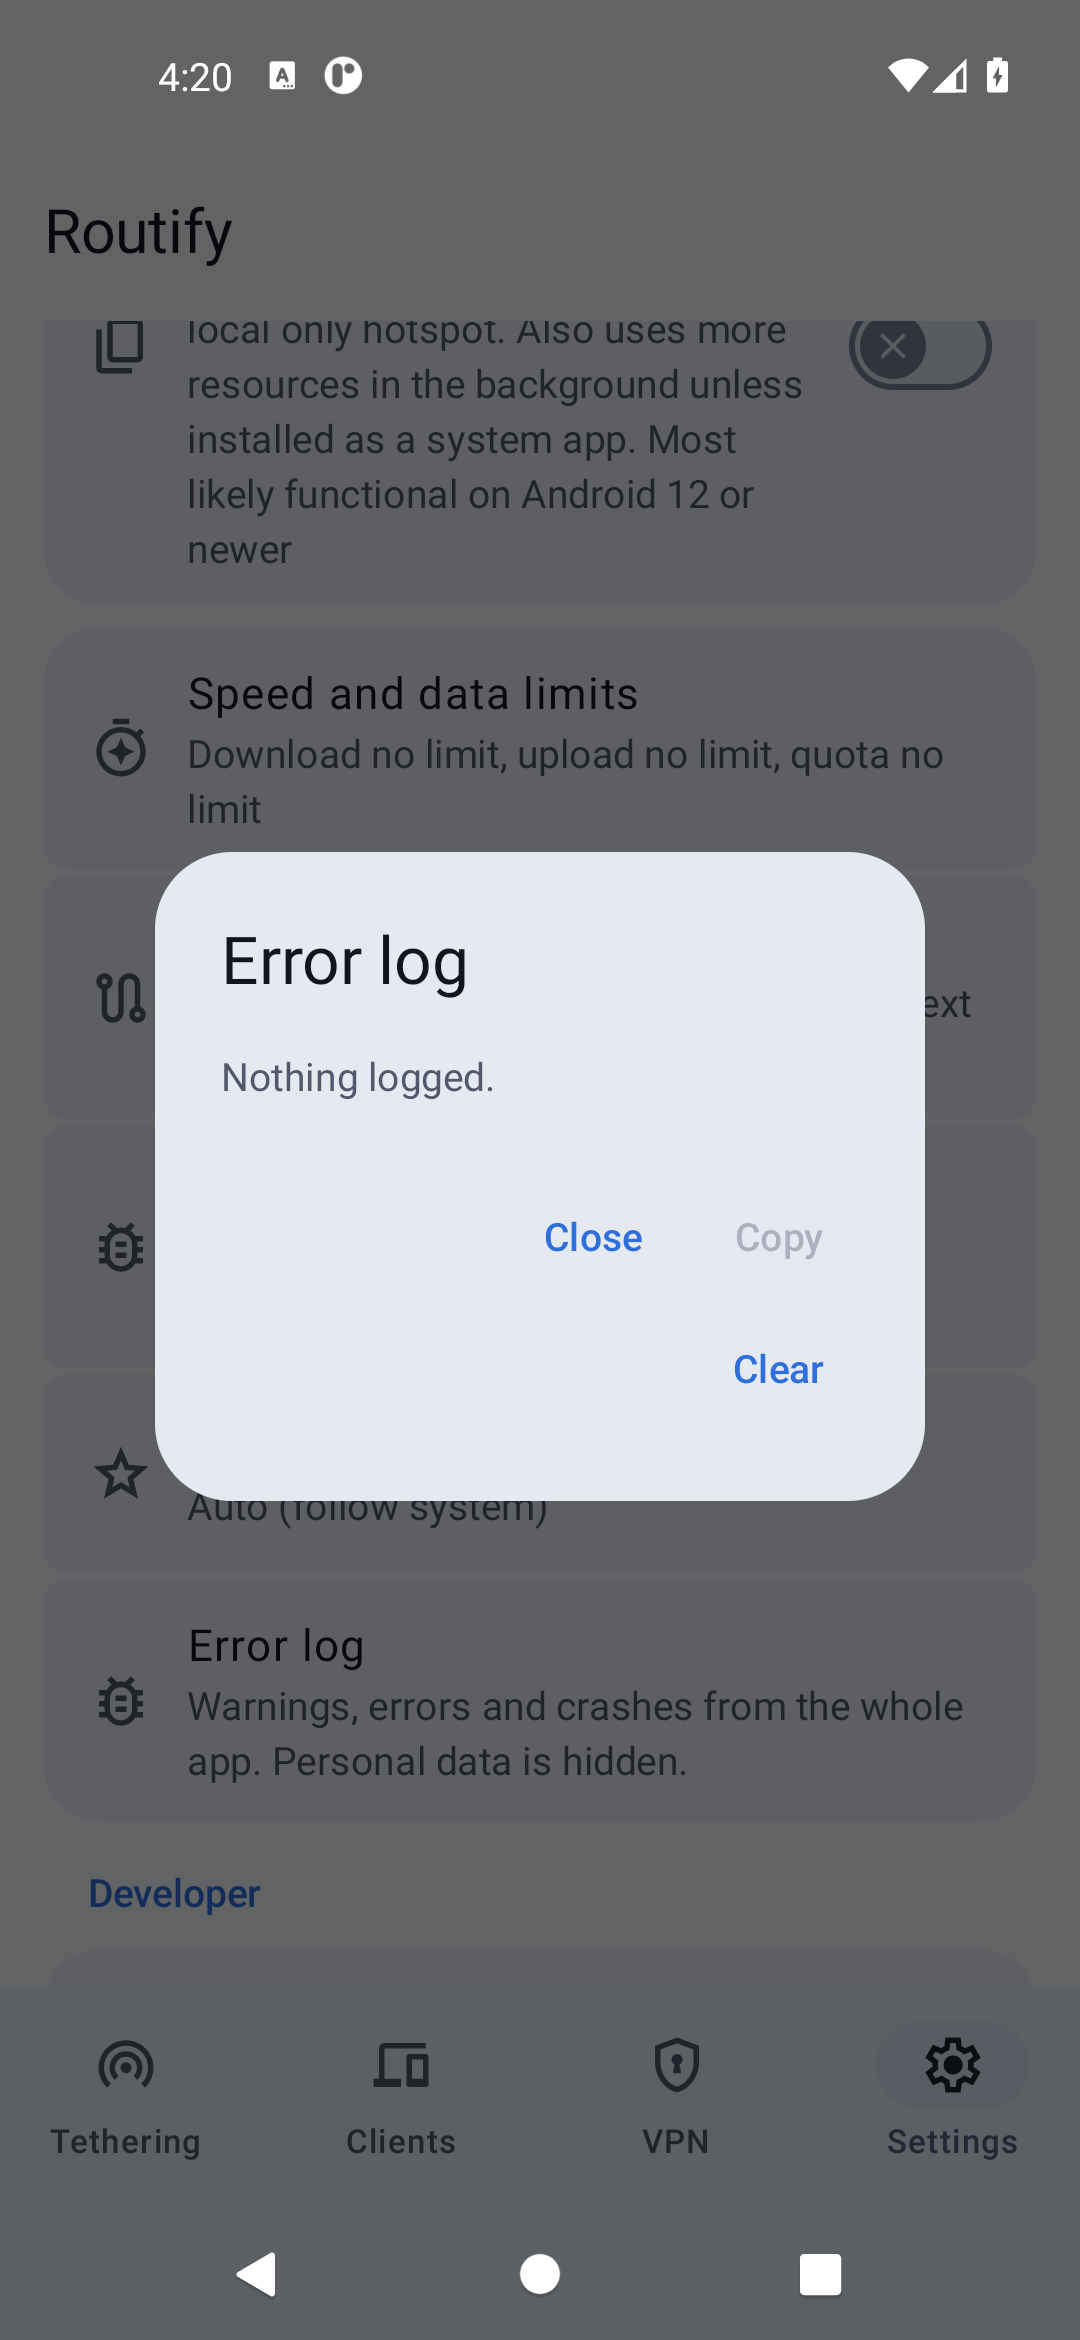 4:20
Routify
local only hotspot. Also uses more
resources in the background unless
installed as a system app. Most
likely functional on Android 12 or
newer
Speed and data limits
Download no limit, upload no limit, quota no
limit
Error log
ext
Nothing logged.
Close
Copy
Clear
Auto (follow system)
Error log
Warnings, errors and crashes from the whole
app. Personal data is hidden.
Developer
Tethering
Clients
VPN
Settings